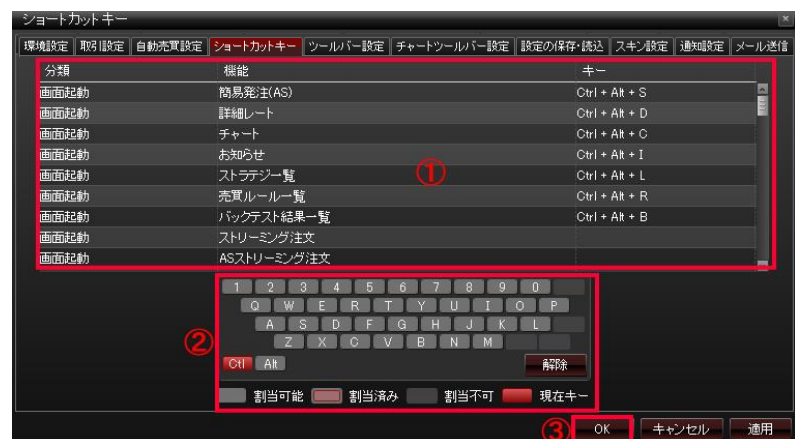 ショートカットキー
環境設定 取引設定 自動売買設定 ショートカットキー ツールバー設定 チャートツールバー設定 設定の保存・読込 スキン設定 通知設定 メール送信
分類 機能 キー
画面起動 簡易発注(AS) Ctrl + Alt + S
画面起動 詳細レート Ctrl + Alt + D
画面起動 チャート Ctrl + Alt + C
画面起動 お知らせ Ctrl + Alt + I
画面起動 ストラテジ一覧 Ctrl + Alt + L
画面起動 売買ルール一覧 Ctrl + Alt + R
画面起動 バックテスト結果一覧 Ctrl + Alt + B
画面起動 ストリーミング注文
画面起動 ASストリーミング注文
①
1 2 3 4 5 6 7 8 9 0
Q W E R T Y U I O P
A S D F G H J K L
Z X C V B N M
②
Ctl Alt 解除
割当可能 割当済み 割当不可 現在キー
③ OK キャンセル 適用